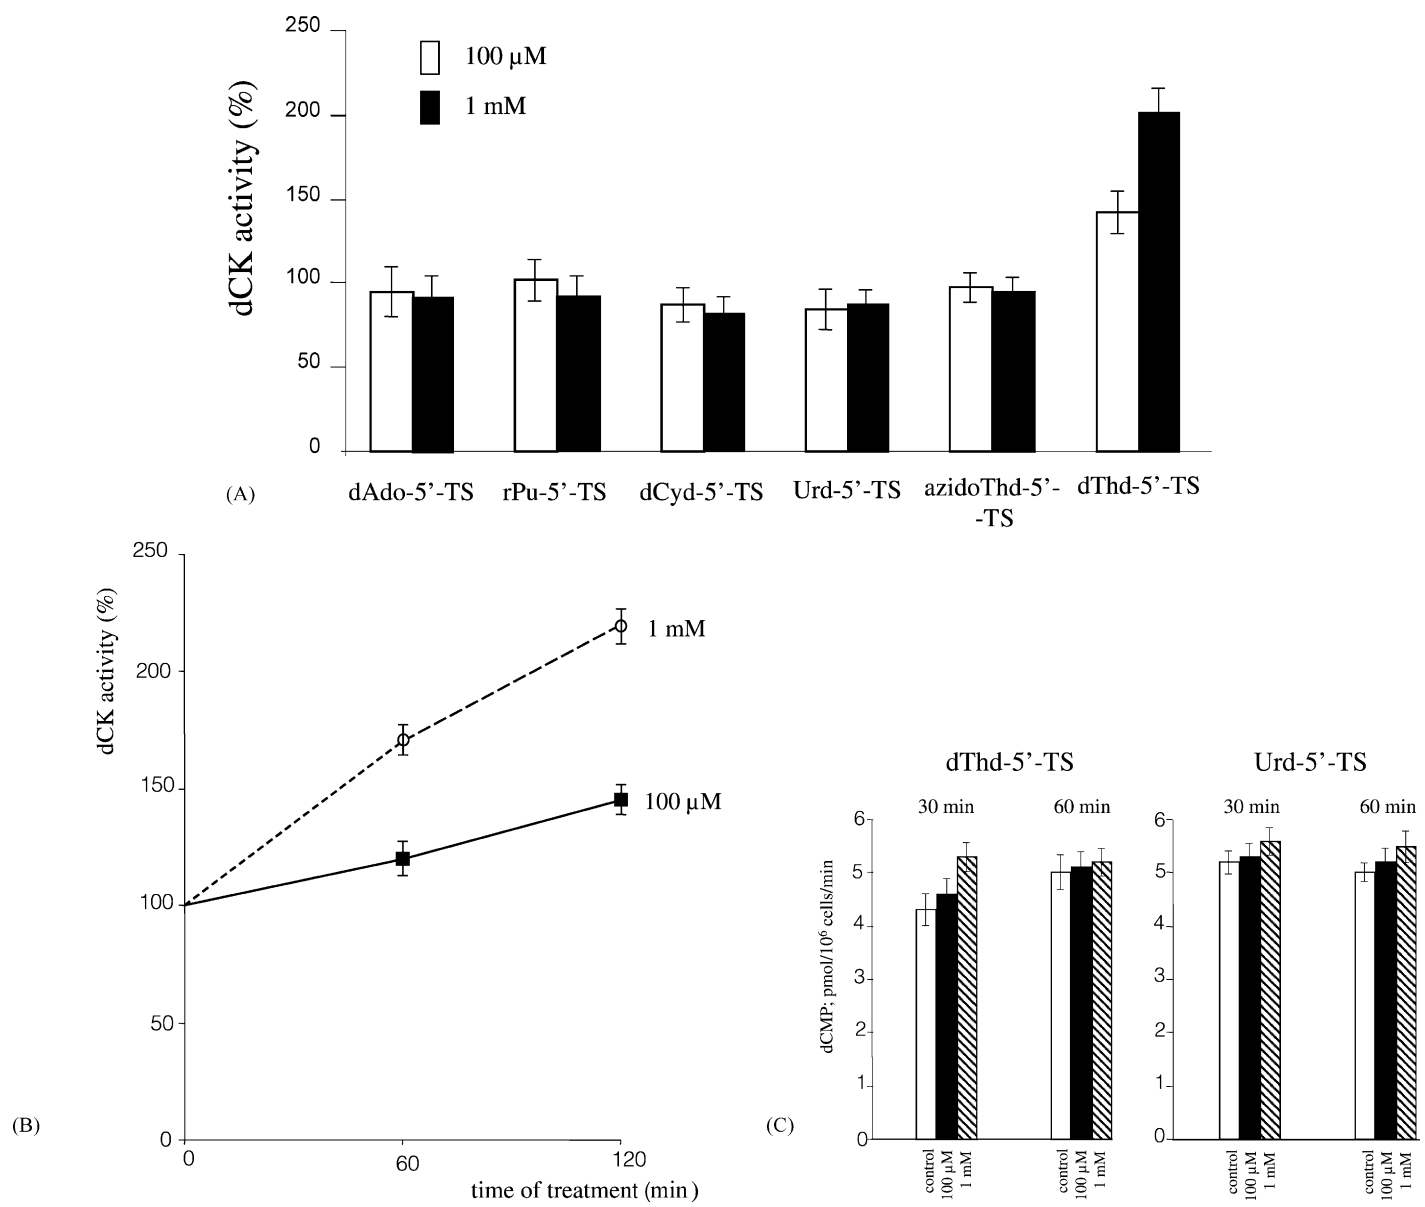 250
200
150
100
50
0
dCK activity (%)
100 µM
1 mM
dAdo-5’-TS
rPu-5’-TS
dCyd-5’-TS
Urd-5’-TS
azidoThd-5’-
-TS
dThd-5’-TS
(A)
250
200
150
100
50
0
dCK activity (%)
1 mM
100 µM
0
60
120
time of treatment (min)
(B)
dThd-5’-TS
30 min
60 min
6
5
4
3
2
1
0
dCMP; pmol/10⁶ cells/min
control
100 µM
1 mM
control
100 µM
1 mM
Urd-5’-TS
30 min
60 min
6
5
4
3
2
1
0
control
100 µM
1 mM
control
100 µM
1 mM
(C)